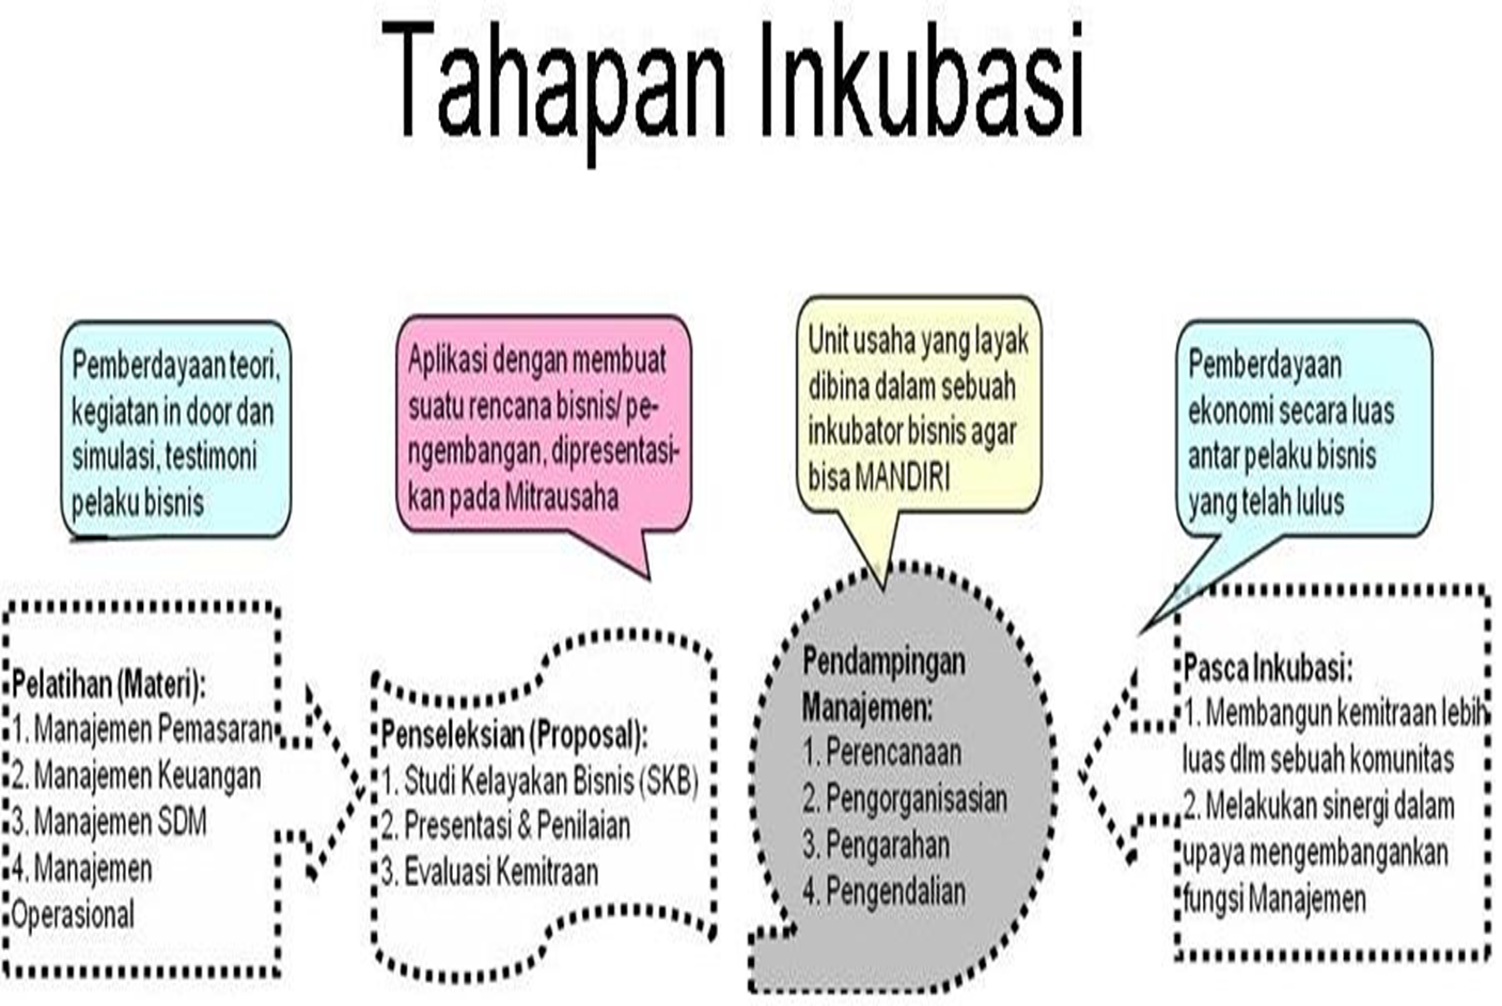 Tahapan Inkubasi
Pemberdayaan teori,
kegiatan in door dan
simulasi, testimoni
pelaku bisnis
Aplikasi dengan membuat
suatu rencana bisnis/ pe-
ngembangan, dipresentasi-
kan pada Mitrausaha
Unit usaha yang layak
dibina dalam sebuah
inkubator bisnis agar
bisa MANDIRI
Pemberdayaan
ekonomi secara luas
antar pelaku bisnis
yang telah lulus
Pelatihan (Materi):
1. Manajemen Pemasaran
2. Manajemen Keuangan
3. Manajemen SDM
4. Manajemen
Operasional
Penseleksian (Proposal):
1. Studi Kelayakan Bisnis (SKB)
2. Presentasi & Penilaian
3. Evaluasi Kemitraan
Pendampingan
Manajemen:
1. Perencanaan
2. Pengorganisasian
3. Pengarahan
4. Pengendalian
Pasca Inkubasi:
1. Membangun kemitraan lebih
luas dlm sebuah komunitas
2. Melakukan sinergi dalam
upaya mengembangankan
fungsi Manajemen